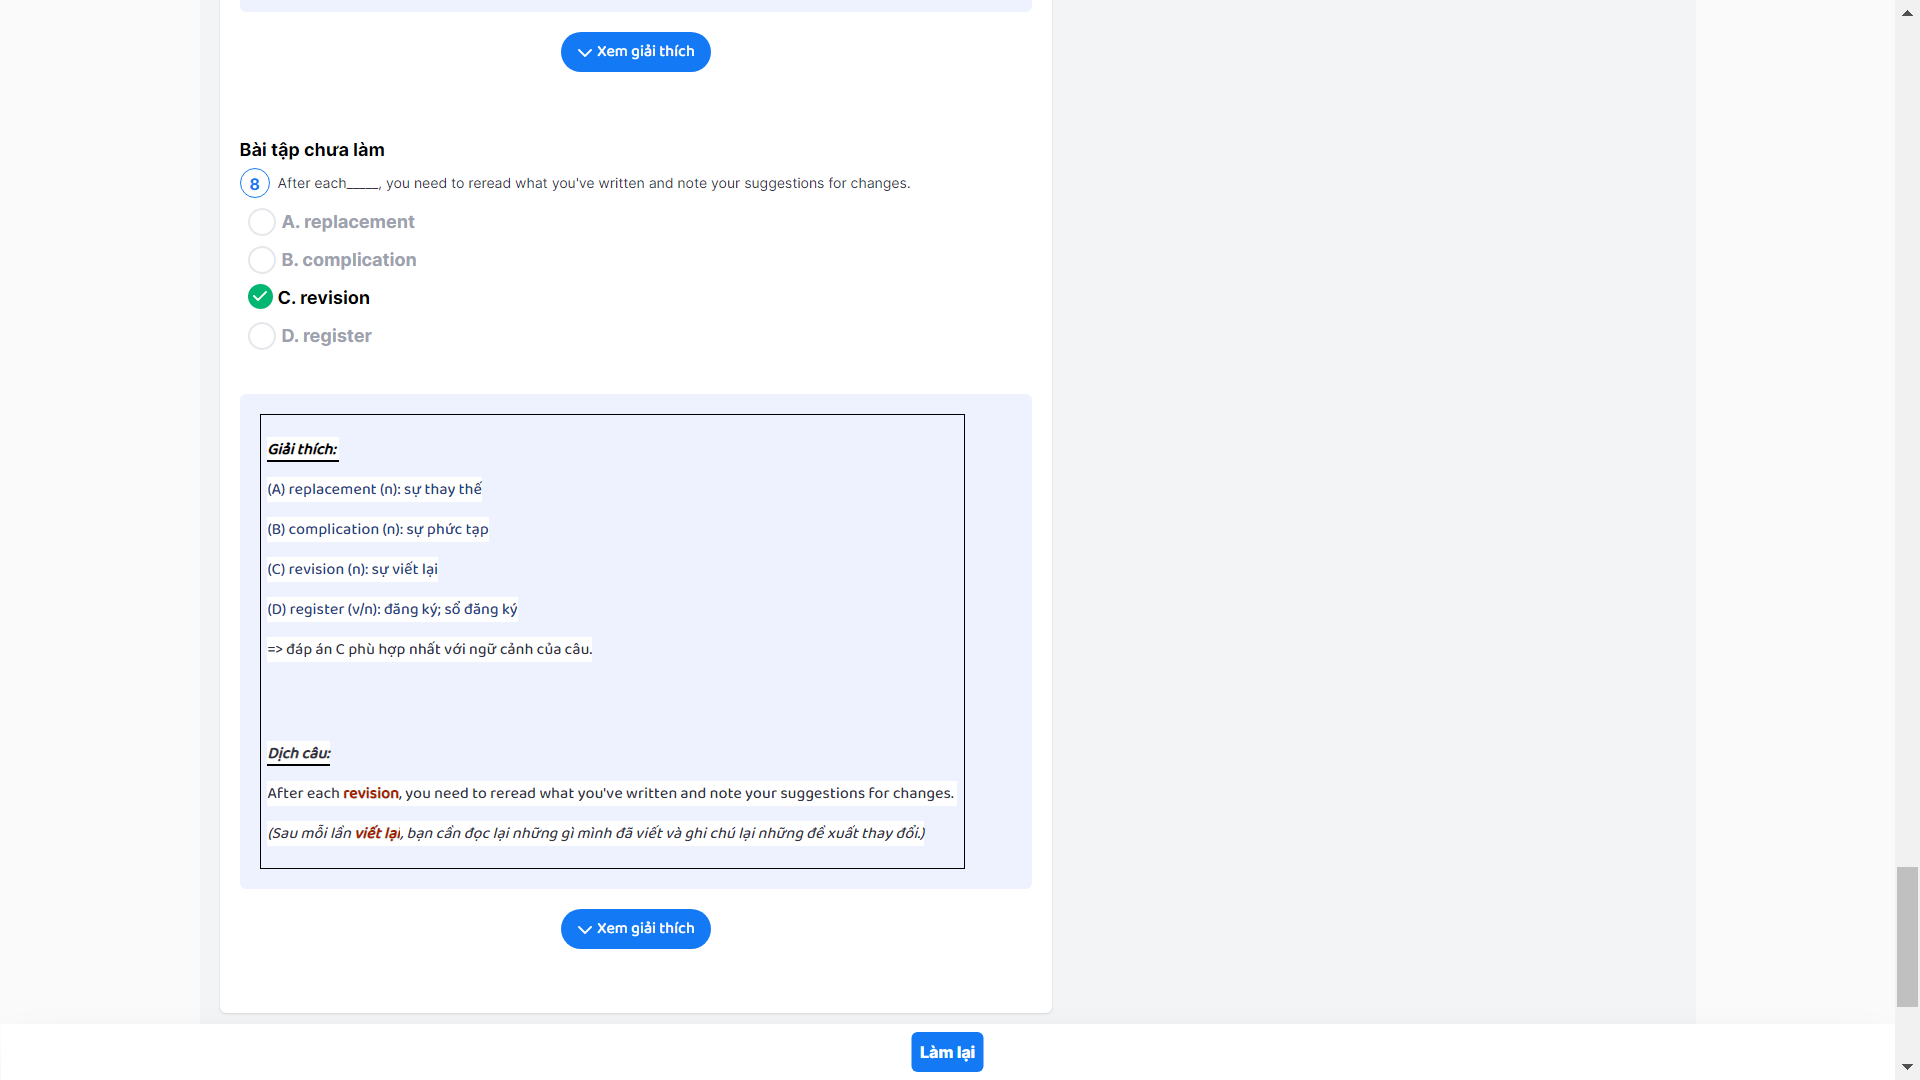 Xem giải thích
Bài tập chưa làm
8 After each_____, you need to reread what you've written and note your suggestions for changes.
A. replacement
B. complication
C. revision
D. register
Giải thích:
(A) replacement (n): sự thay thế
(B) complication (n): sự phức tạp
(C) revision (n): sự viết lại
(D) register (v/n): đăng ký; sổ đăng ký
=> đáp án C phù hợp nhất với ngữ cảnh của câu.
Dịch câu:
After each revision, you need to reread what you've written and note your suggestions for changes.
(Sau mỗi lần viết lại, bạn cần đọc lại những gì mình đã viết và ghi chú lại những đề xuất thay đổi.)
Xem giải thích
Làm lại